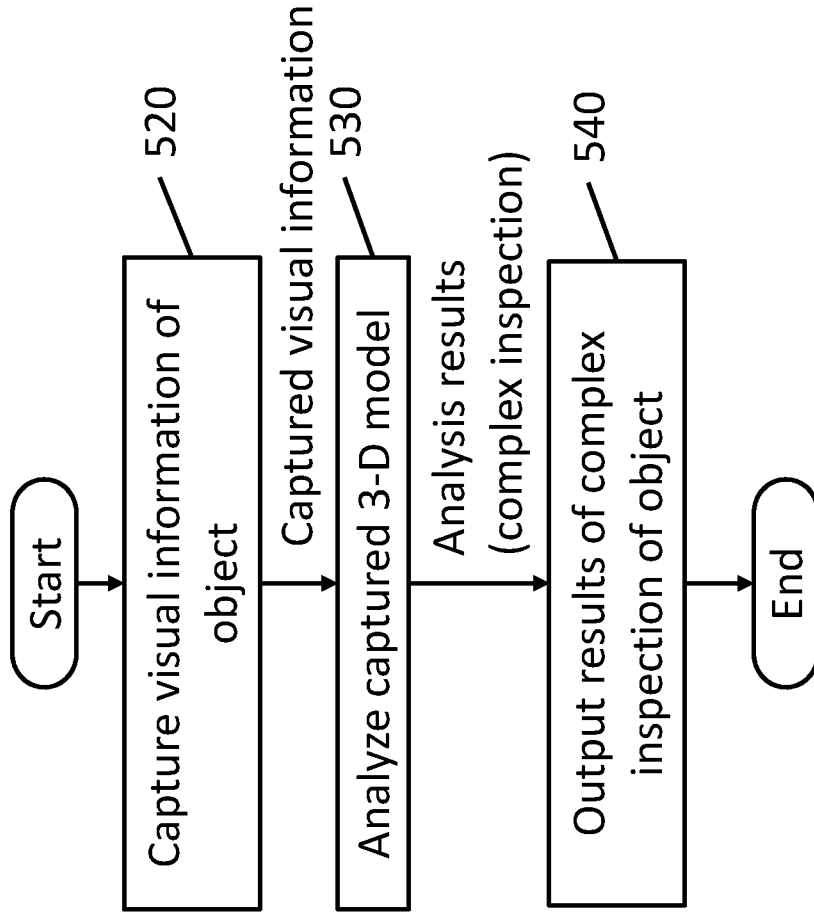 Start
Capture visual information of
object
520
Captured visual information
Analyze captured 3-D model
530
Analysis results
(complex inspection)
Output results of complex
inspection of object
540
End